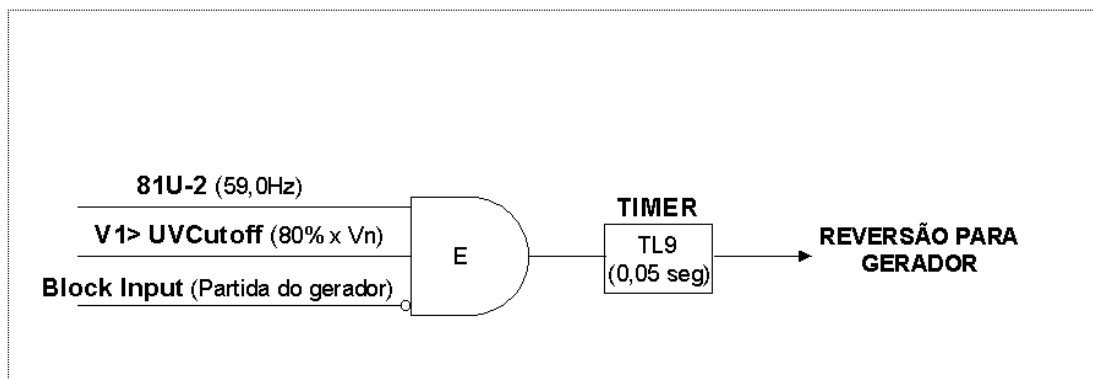 81U-2 (59,0Hz)
V1> UVCutoff (80% x Vn)
Block Input (Partida do gerador)
E
TIMER
TL9
(0,05 seg)
REVERSÃO PARA
GERADOR